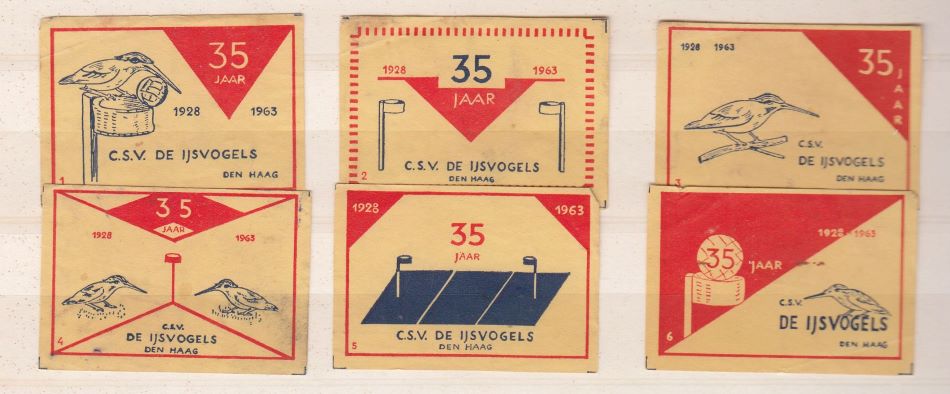 35
JAAR
1928 1963
C.S.V. DE IJSVOGELS
DEN HAAG
1
1928 35 1963
JAAR
C.S.V. DE IJSVOGELS
DEN HAAG
2
1928 1963
35
JAAR
C.S.V.
DE IJSVOGELS
DEN HAAG
3
35
JAAR
1928 1963
C.S.V.
DE IJSVOGELS
DEN HAAG
4
1928 1963
35
JAAR
C.S.V. DE IJSVOGELS
DEN HAAG
5
1928-1963
35 JAAR
C.S.V.
DE IJSVOGELS
DEN HAAG
6